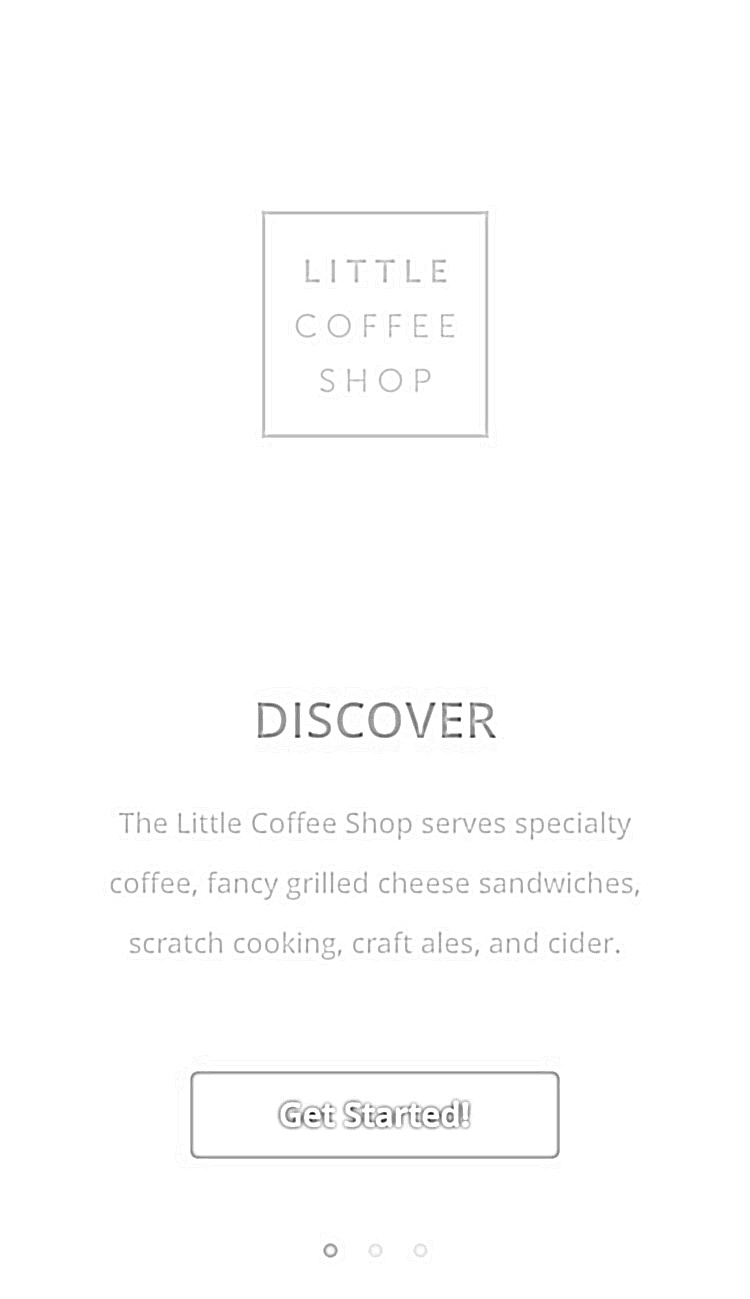 LITTLE
COFFEE
SHOP
DISCOVER
The Little Coffee Shop serves specialty
coffee, fancy grilled cheese sandwiches,
scratch cooking, craft ales, and cider.
Get Started!